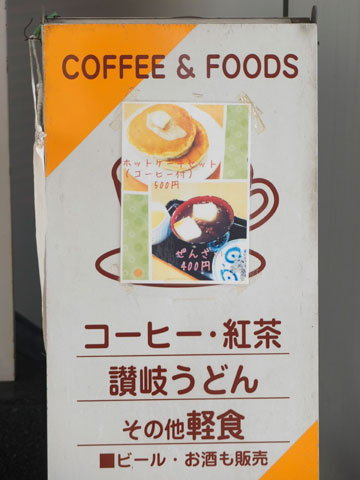 COFFEE & FOODS
ホットケーキセット
(コーヒー付)
500円
ぜんざい
400円
コーヒー・紅茶
讃岐うどん
その他軽食
■ビール・お酒も販売